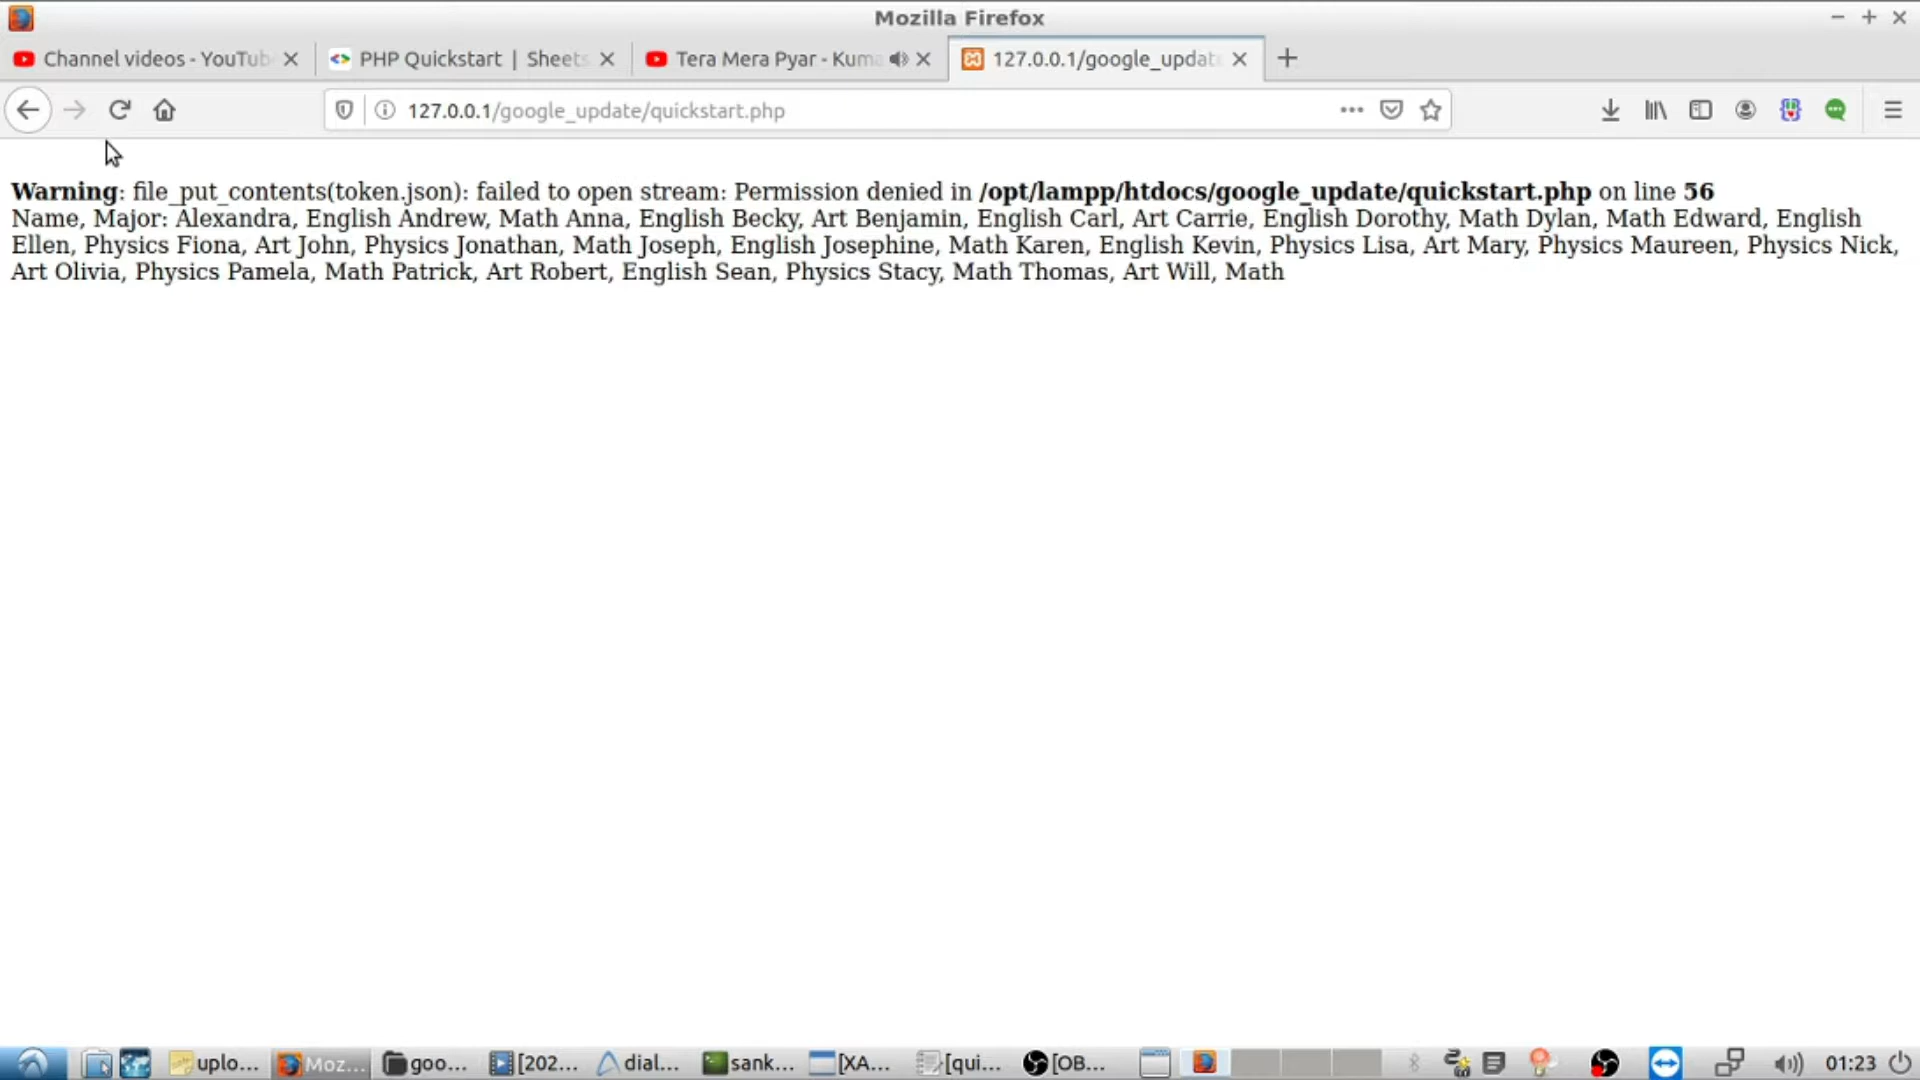 Mozilla Firefox
Channel videos - YouTub
PHP Quickstart | Sheets
Tera Mera Pyar - Kuma
127.0.0.1/google_updat
127.0.0.1/google_update/quickstart.php
Warning: file_put_contents(token.json): failed to open stream: Permission denied in /opt/lampp/htdocs/google_update/quickstart.php on line 56
Name, Major: Alexandra, English Andrew, Math Anna, English Becky, Art Benjamin, English Carl, Art Carrie, English Dorothy, Math Dylan, Math Edward, English
Ellen, Physics Fiona, Art John, Physics Jonathan, Math Joseph, English Josephine, Math Karen, English Kevin, Physics Lisa, Art Mary, Physics Maureen, Physics Nick,
Art Olivia, Physics Pamela, Math Patrick, Art Robert, English Sean, Physics Stacy, Math Thomas, Art Will, Math
uplo...
Moz...
goo...
[202...
dial...
sank...
[XA...
[qui...
[OB...
01:23